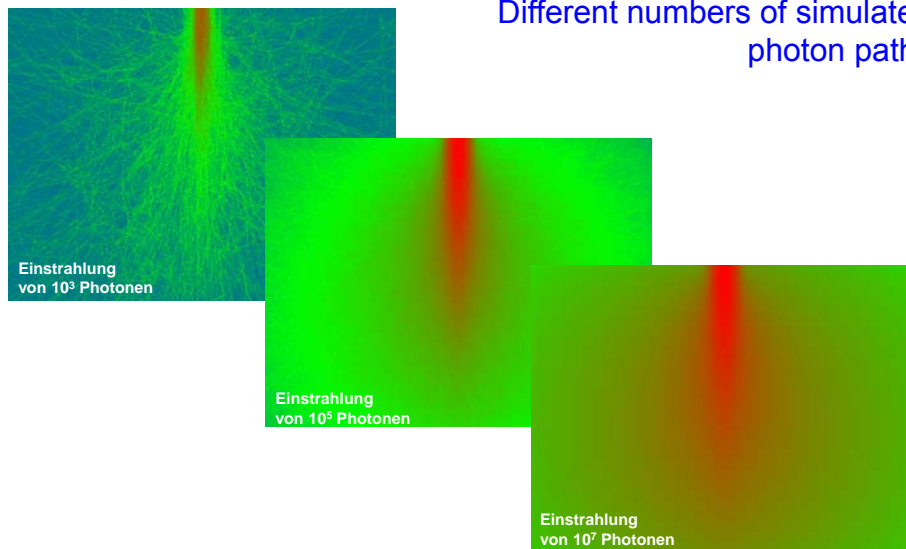 Different numbers of simulate
photon path
Einstrahlung
von 10³ Photonen
Einstrahlung
von 10⁵ Photonen
Einstrahlung
von 10⁷ Photonen